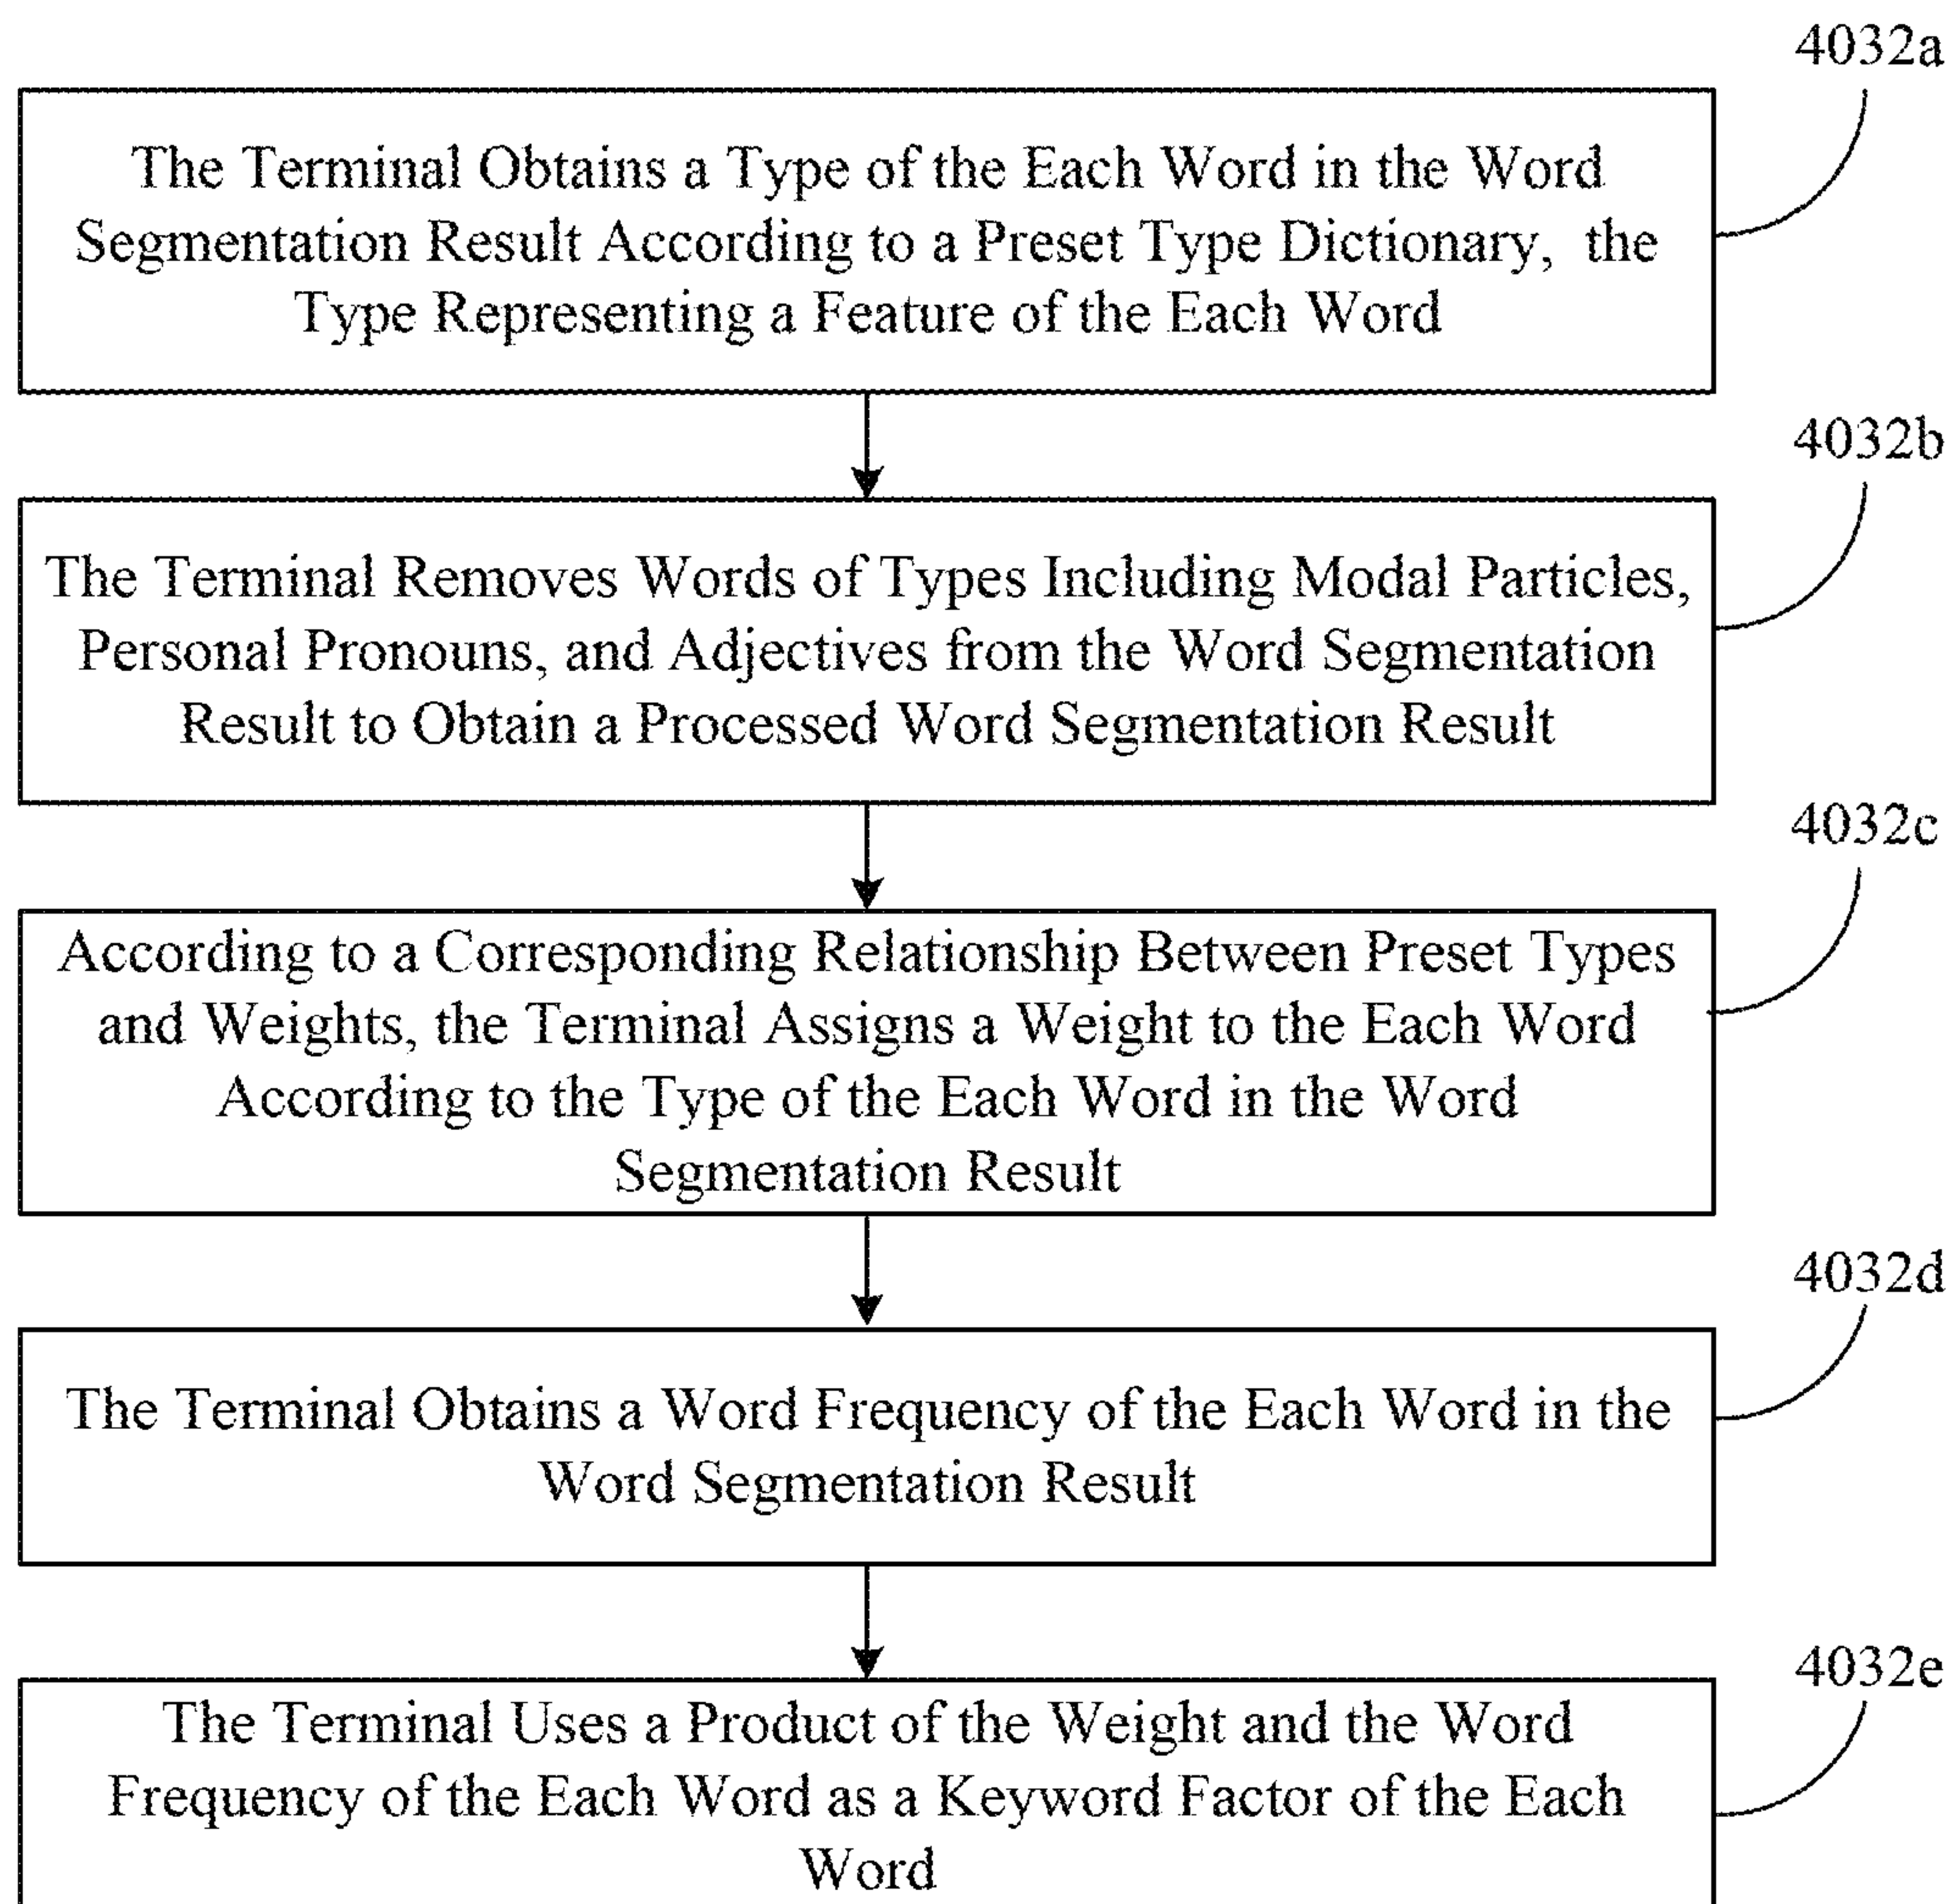 4032a
The Terminal Obtains a Type of the Each Word in the Word
Segmentation Result According to a Preset Type Dictionary, the
Type Representing a Feature of the Each Word
4032b
The Terminal Removes Words of Types Including Modal Particles,
Personal Pronouns, and Adjectives from the Word Segmentation
Result to Obtain a Processed Word Segmentation Result
4032c
According to a Corresponding Relationship Between Preset Types
and Weights, the Terminal Assigns a Weight to the Each Word
According to the Type of the Each Word in the Word
Segmentation Result
4032d
The Terminal Obtains a Word Frequency of the Each Word in the
Word Segmentation Result
4032e
The Terminal Uses a Product of the Weight and the Word
Frequency of the Each Word as a Keyword Factor of the Each
Word